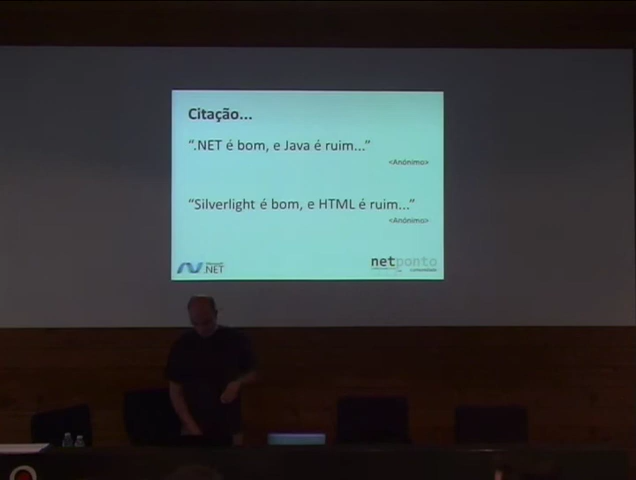 Citação...
“.NET é bom, e Java é ruim...”
<Anónimo>
“Silverlight é bom, e HTML é ruim...“
<Anónimo>
.NET
netponto